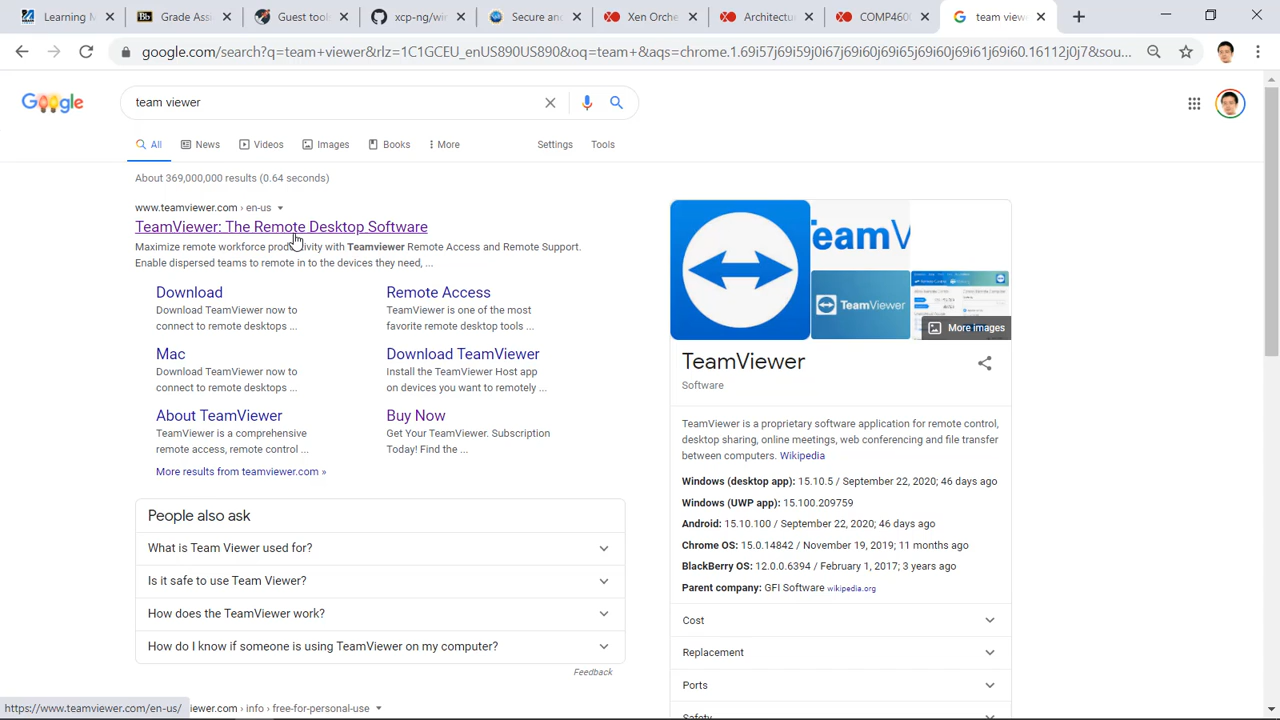 Learning M
Bb Grade Assi
Guest tool
xcp-ng/win
Secure and
Xen Orche
Architectu
COMP4600
team view
google.com/search?q=team+viewer&rlz=1C1GCEU_enUS890US890&oq=team+&aqs=chrome.1.69i57j69i59j0i67j69i60j69i65j69i60j69i61j69i60.16112j0j7&sou...
Google
team viewer
All
News
Videos
Images
Books
More
Settings
Tools
About 369,000,000 results (0.64 seconds)
www.teamviewer.com › en-us
TeamViewer: The Remote Desktop Software
Maximize remote workforce productivity with Teamviewer Remote Access and Remote Support.
Enable dispersed teams to remote in to the devices they need, ...
Download
Download TeamViewer now to
connect to remote desktops ...
Remote Access
TeamViewer is one of the most
favorite remote desktop tools ...
Mac
Download TeamViewer now to
connect to remote desktops ...
Download TeamViewer
Install the TeamViewer Host app
on devices you want to remotely ...
About TeamViewer
TeamViewer is a comprehensive
remote access, remote control ...
Buy Now
Get Your TeamViewer. Subscription
Today! Find the ...
More results from teamviewer.com »
People also ask
What is Team Viewer used for?
Is it safe to use Team Viewer?
How does the TeamViewer work?
How do I know if someone is using TeamViewer on my computer?
Feedback
https://www.teamviewer.com/en-us/
iewer.com › info › free-for-personal-use
TeamV
TeamViewer
More images
TeamViewer
Software
TeamViewer is a proprietary software application for remote control,
desktop sharing, online meetings, web conferencing and file transfer
between computers. Wikipedia
Windows (desktop app): 15.10.5 / September 22, 2020; 46 days ago
Windows (UWP app): 15.100.209759
Android: 15.10.100 / September 22, 2020; 46 days ago
Chrome OS: 15.0.14842 / November 19, 2019; 11 months ago
BlackBerry OS: 12.0.0.6394 / February 1, 2017; 3 years ago
Parent company: GFI Software wikipedia.org
Cost
Replacement
Ports
Safety